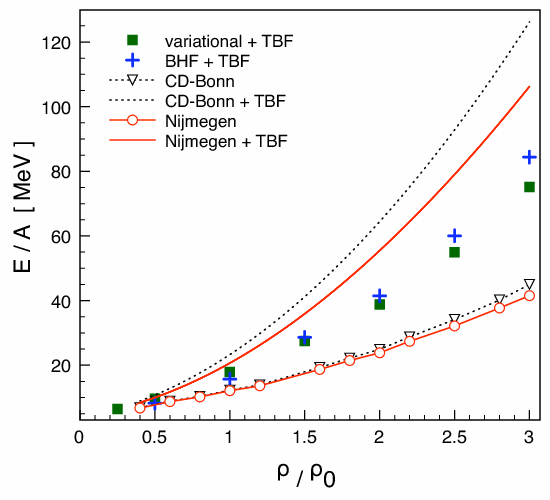 variational + TBF
BHF + TBF
CD-Bonn
CD-Bonn + TBF
Nijmegen
Nijmegen + TBF
E / A [ MeV ]
120
100
80
60
40
20
0 0.5 1 1.5 2 2.5 3
ρ / ρ0